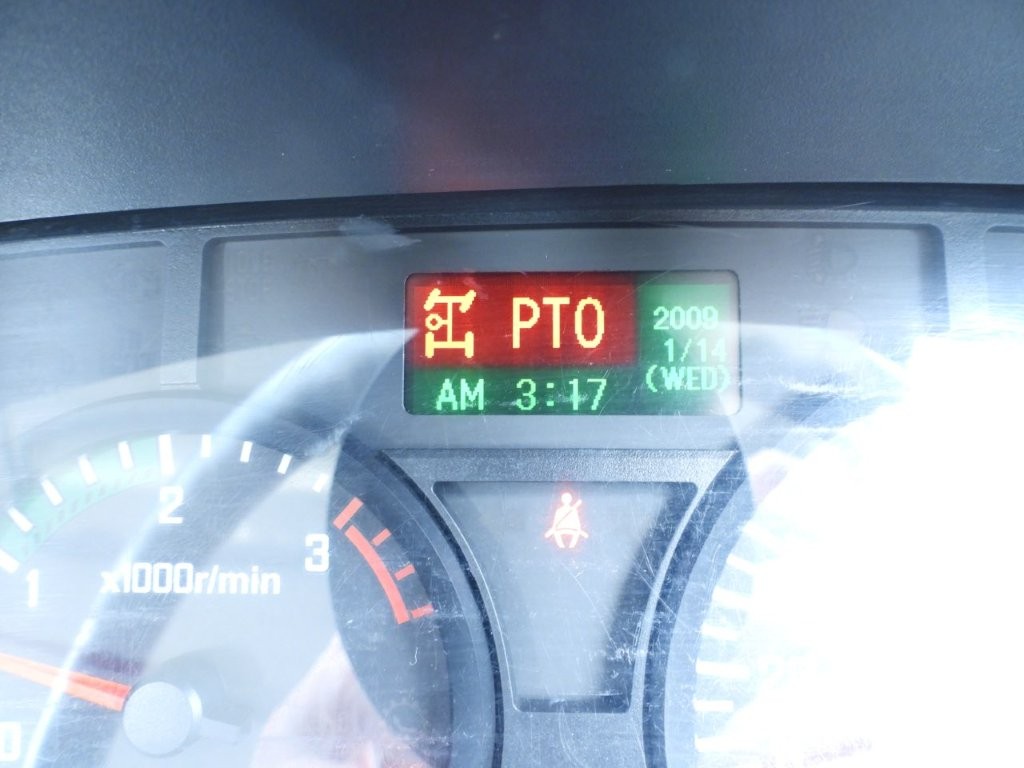 PTO
2009
1/14
(WED)
AM 3:17
2
3
1
x1000r/min
0